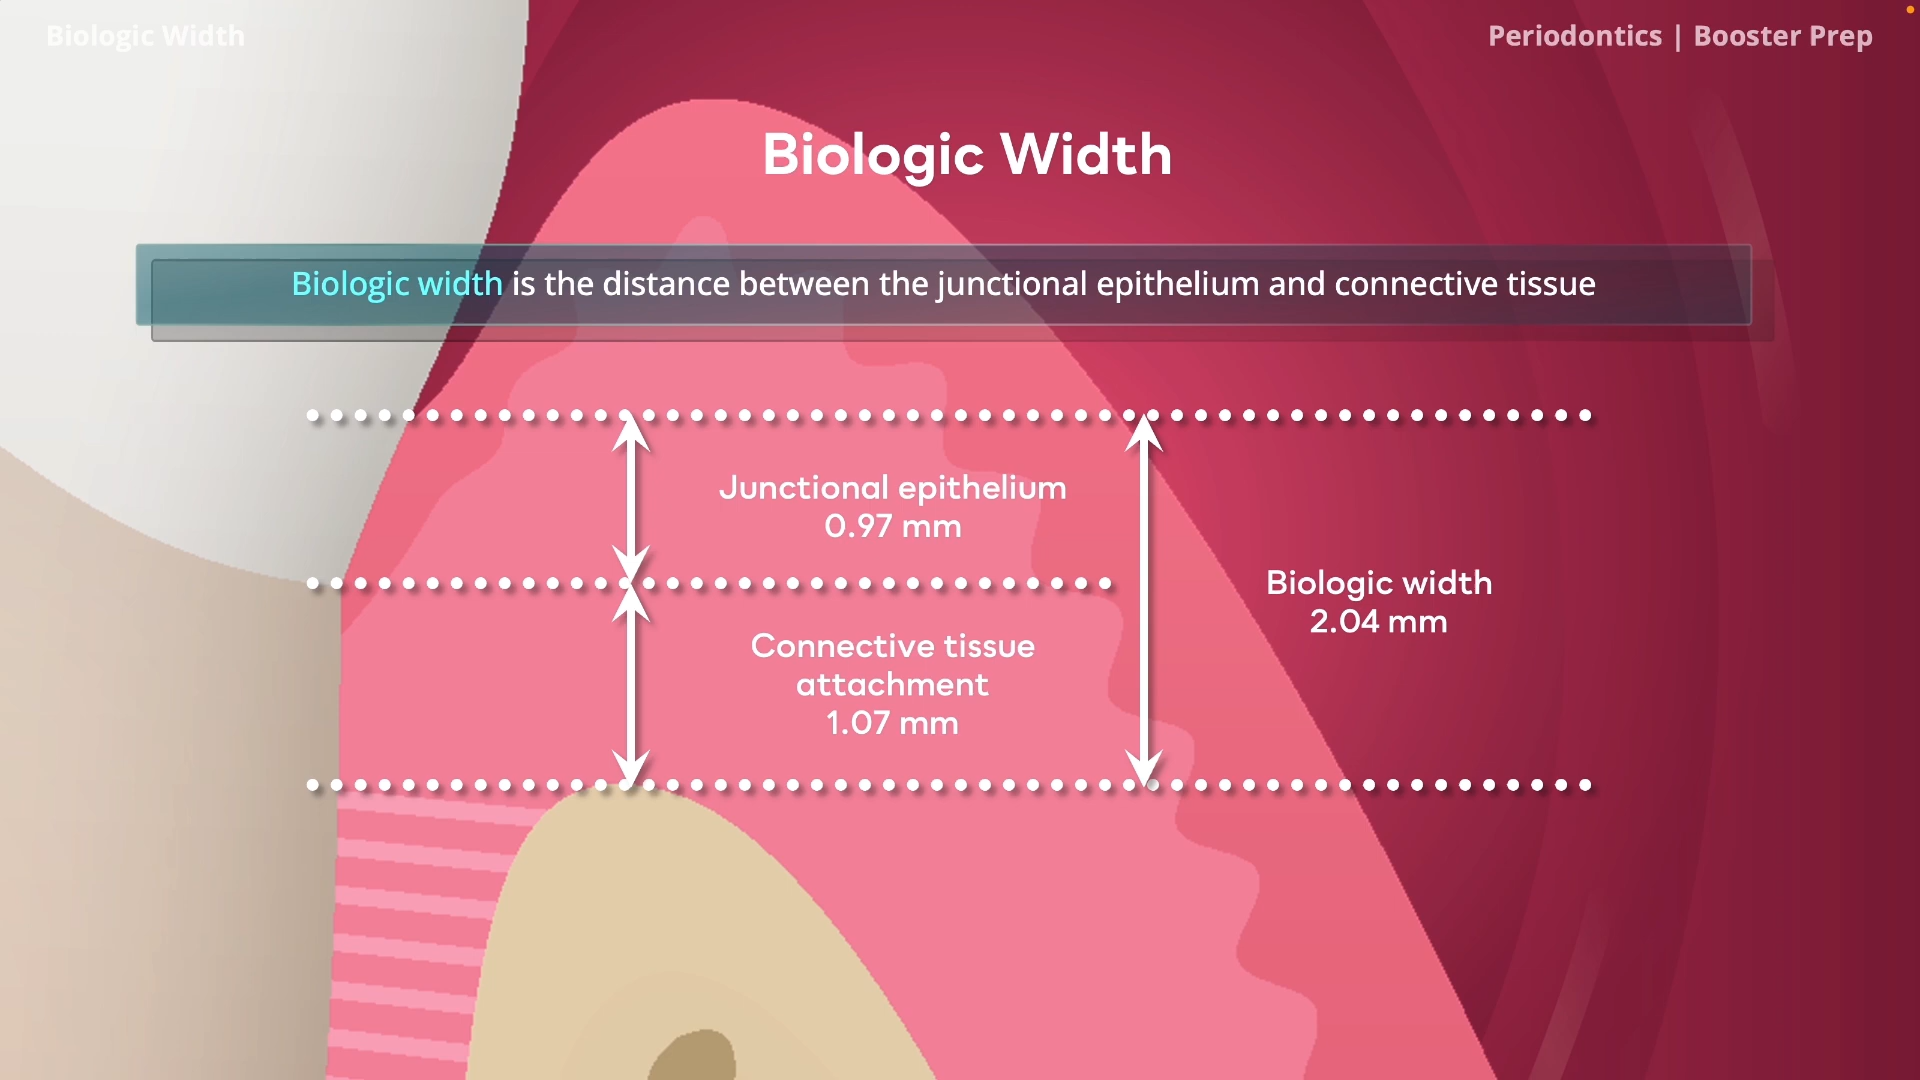 Biologic Width
Periodontics | Booster Prep
Biologic Width
Biologic width is the distance between the junctional epithelium and connective tissue
Junctional epithelium
0.97 mm
Biologic width
2.04 mm
Connective tissue
attachment
1.07 mm